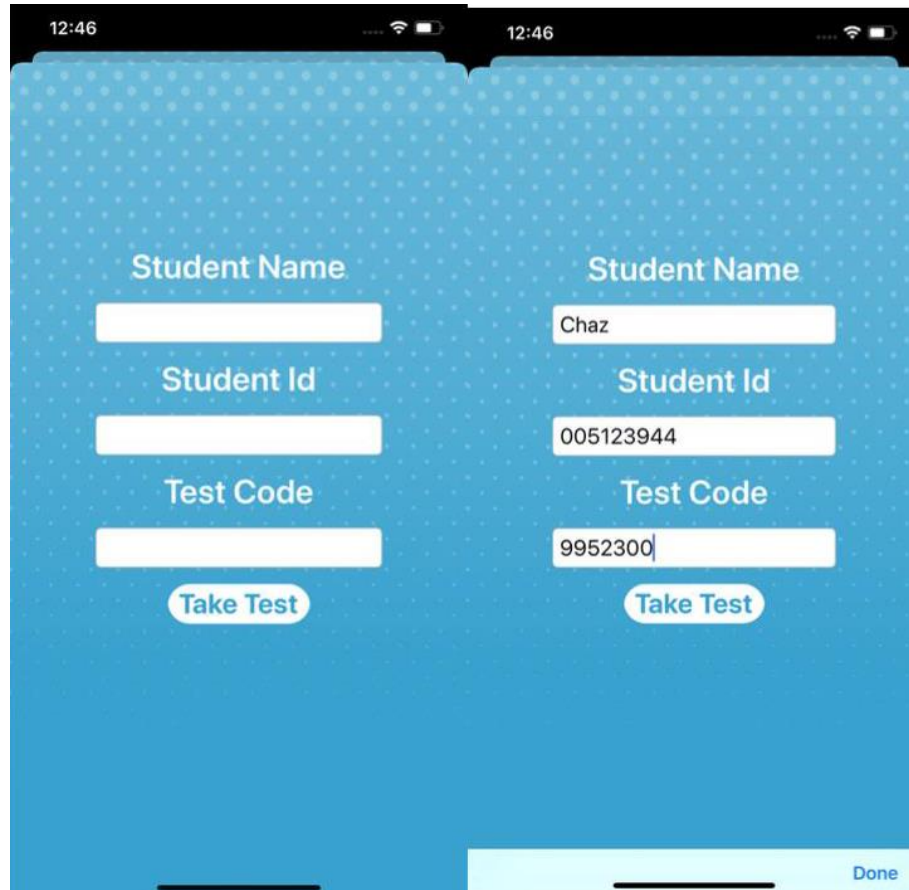 12:46
Student Name
Student Id
Test Code
Take Test
12:46
Student Name
Chaz
Student Id
005123944
Test Code
9952300
Take Test
Done